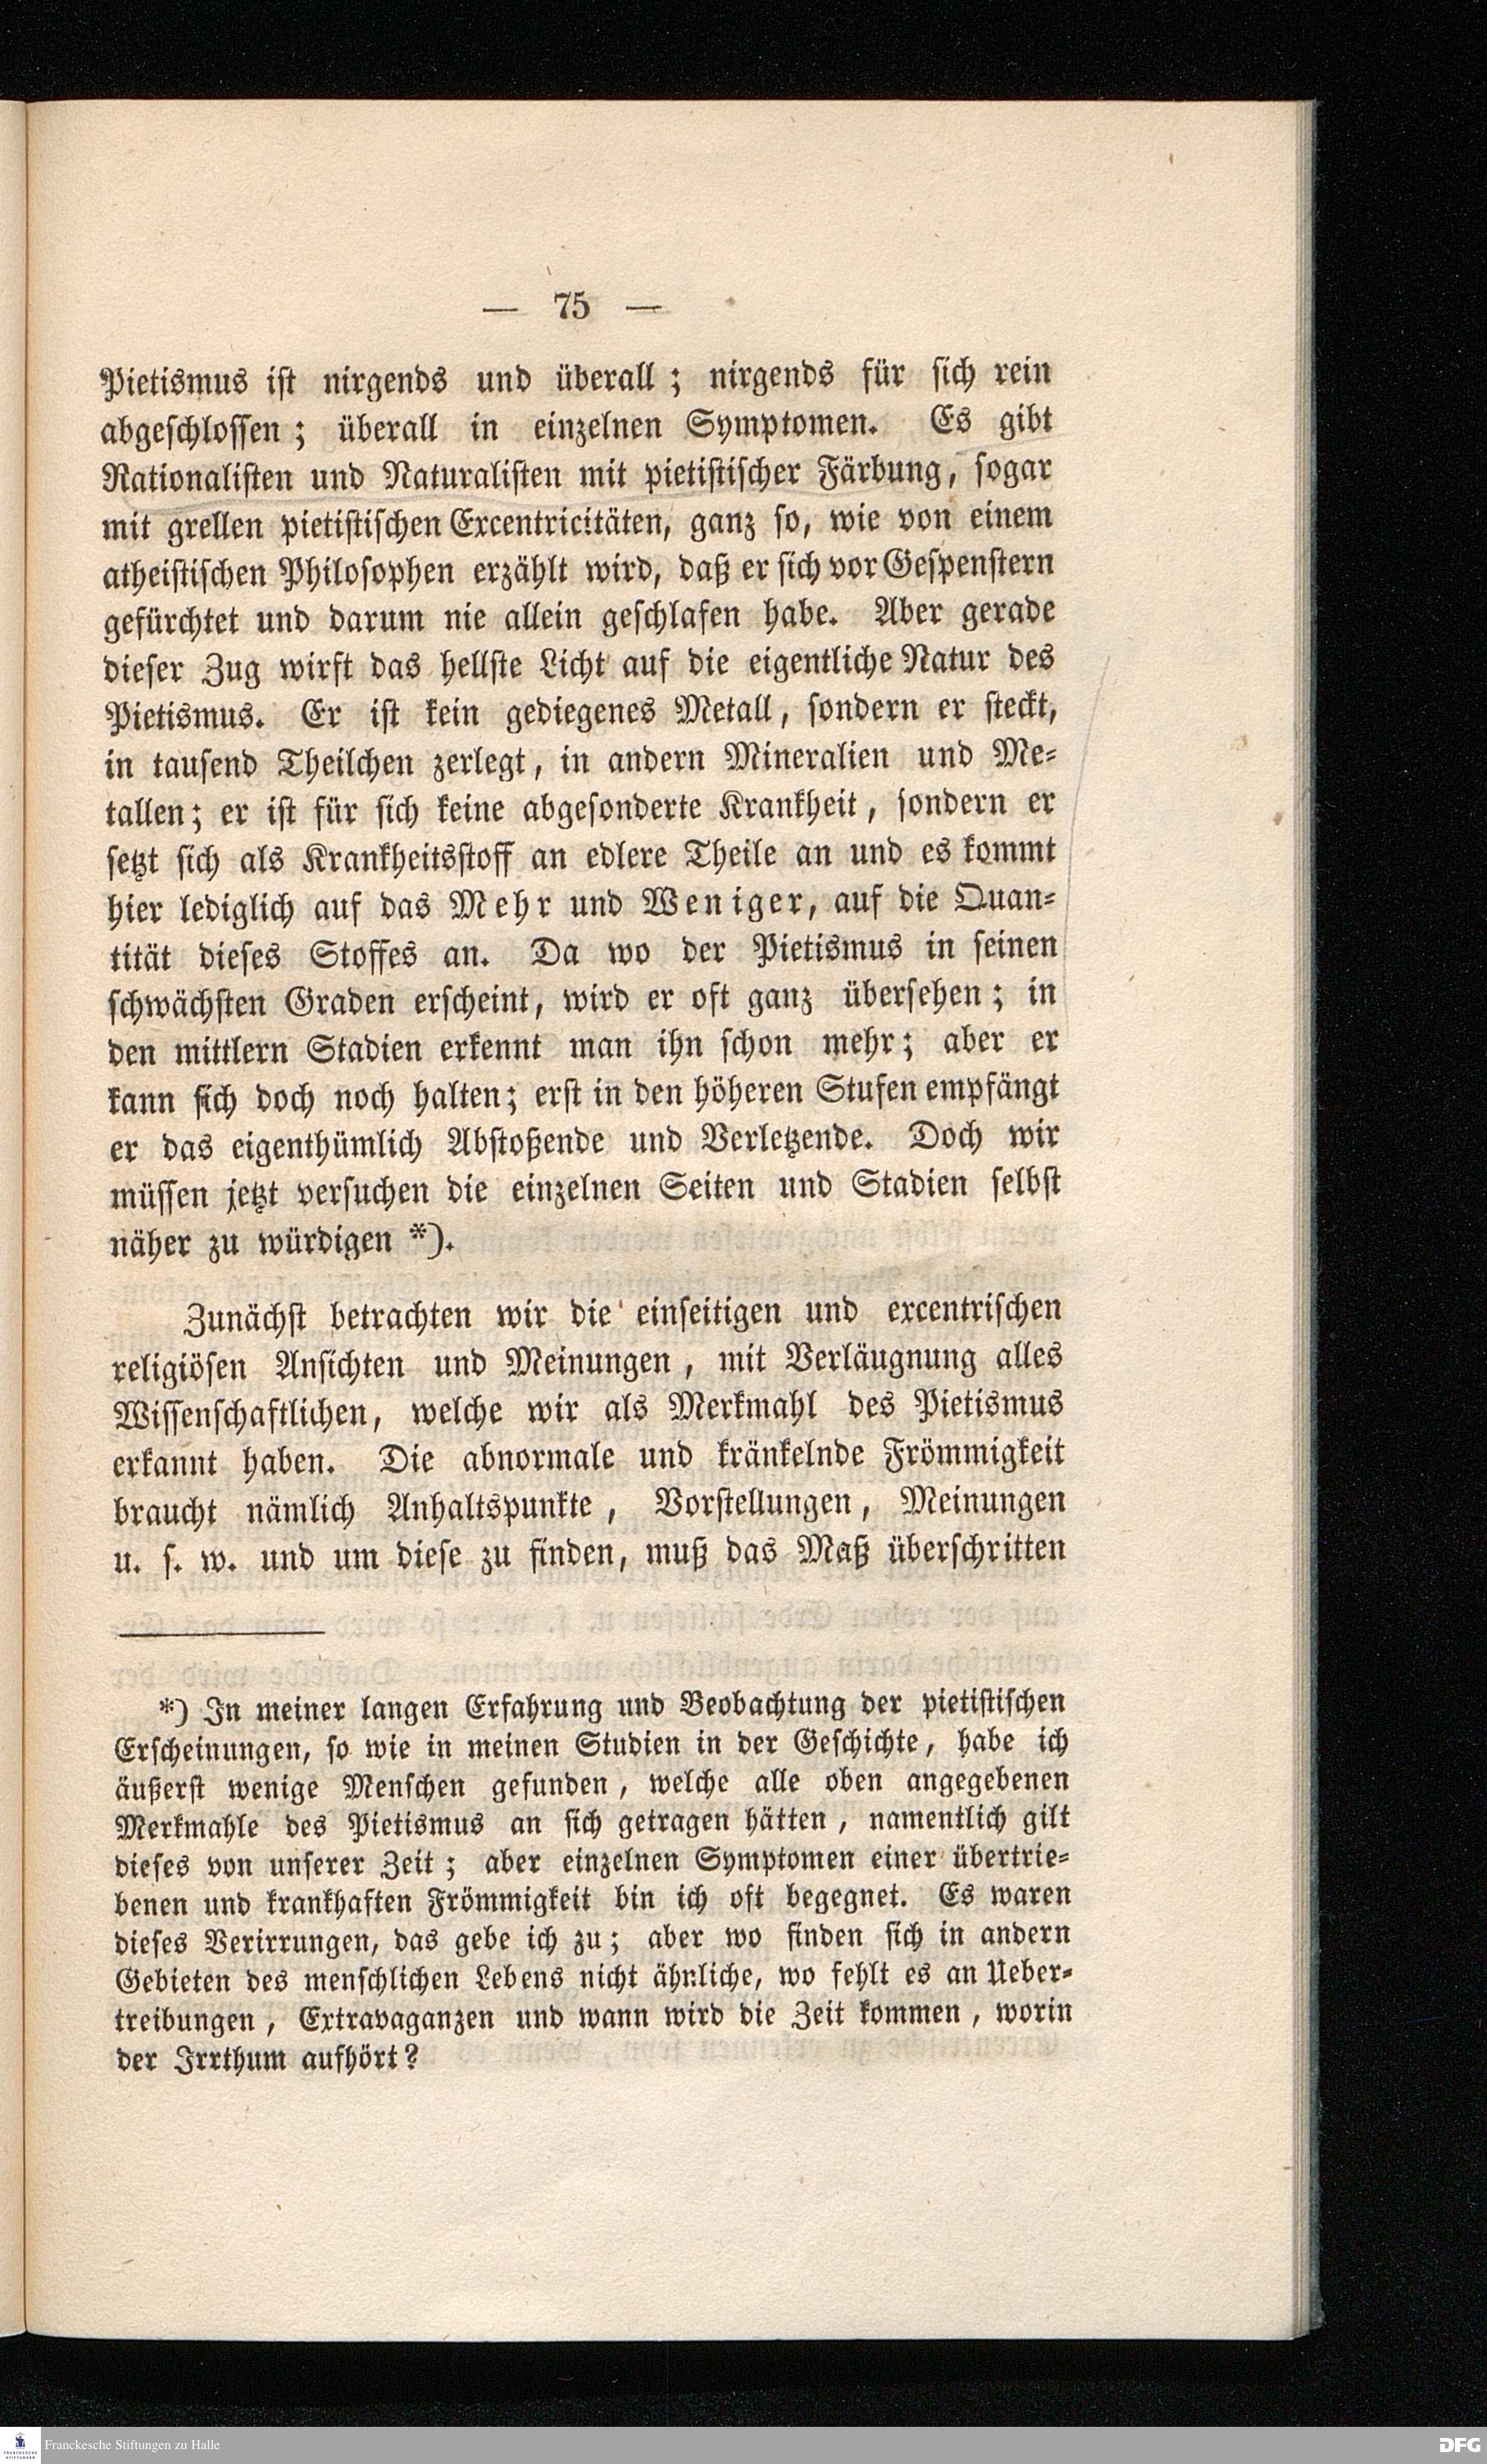 — 75 —
Pietismus ist nirgends und überall; nirgends für sich rein
abgeschlossen; überall in einzelnen Symptomen. Es gibt
Rationalisten und Naturalisten mit pietistischer Färbung, sogar
mit grellen pietistischen Excentricitäten, ganz so, wie von einem
atheistischen Philosophen erzählt wird, daß er sich vor Gespenstern
gefürchtet und darum nie allein geschlafen habe. Aber gerade
dieser Zug wirft das hellste Licht auf die eigentliche Natur des
Pietismus. Er ist kein gediegenes Metall, sondern er steckt,
in tausend Theilchen zerlegt, in andern Mineralien und Me-
tallen; er ist für sich keine abgesonderte Krankheit, sondern er
setzt sich als Krankheitsstoff an edlere Theile an und es kommt
hier lediglich auf das Mehr und Weniger, auf die Quan-
tität dieses Stoffes an. Da wo der Pietismus in seinen
schwächsten Graden erscheint, wird er oft ganz übersehen; in
den mittlern Stadien erkennt man ihn schon mehr; aber er
kann sich doch noch halten; erst in den höheren Stufen empfängt
er das eigenthümlich Abstoßende und Verletzende. Doch wir
müssen jetzt versuchen die einzelnen Seiten und Stadien selbst
näher zu würdigen *).
Zunächst betrachten wir die einseitigen und excentrischen
religiösen Ansichten und Meinungen, mit Verläugnung alles
Wissenschaftlichen, welche wir als Merkmahl des Pietismus
erkannt haben. Die abnormale und kränkelnde Frömmigkeit
braucht nämlich Anhaltspunkte, Vorstellungen, Meinungen
u. s. w. und um diese zu finden, muß das Maß überschritten
*) In meiner langen Erfahrung und Beobachtung der pietistischen
Erscheinungen, so wie in meinen Studien in der Geschichte, habe ich
äußerst wenige Menschen gefunden, welche alle oben angegebenen
Merkmahle des Pietismus an sich getragen hätten, namentlich gilt
dieses von unserer Zeit; aber einzelnen Symptomen einer übertrie-
benen und krankhaften Frömmigkeit bin ich oft begegnet. Es waren
dieses Verirrungen, das gebe ich zu; aber wo finden sich in andern
Gebieten des menschlichen Lebens nicht ähnliche, wo fehlt es an Ueber-
treibungen, Extravaganzen und wann wird die Zeit kommen, worin
der Irrthum aufhört?
FRANCKESCHE STIFTUNGEN
Franckesche Stiftungen zu Halle
DFG